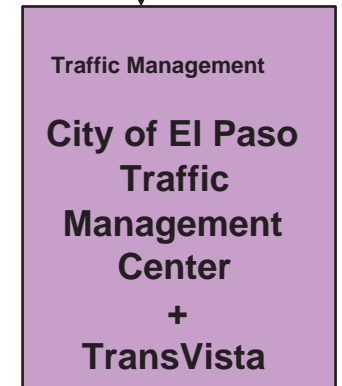 Traffic Management
City of El Paso
Traffic
Management
Center
+
TransVista